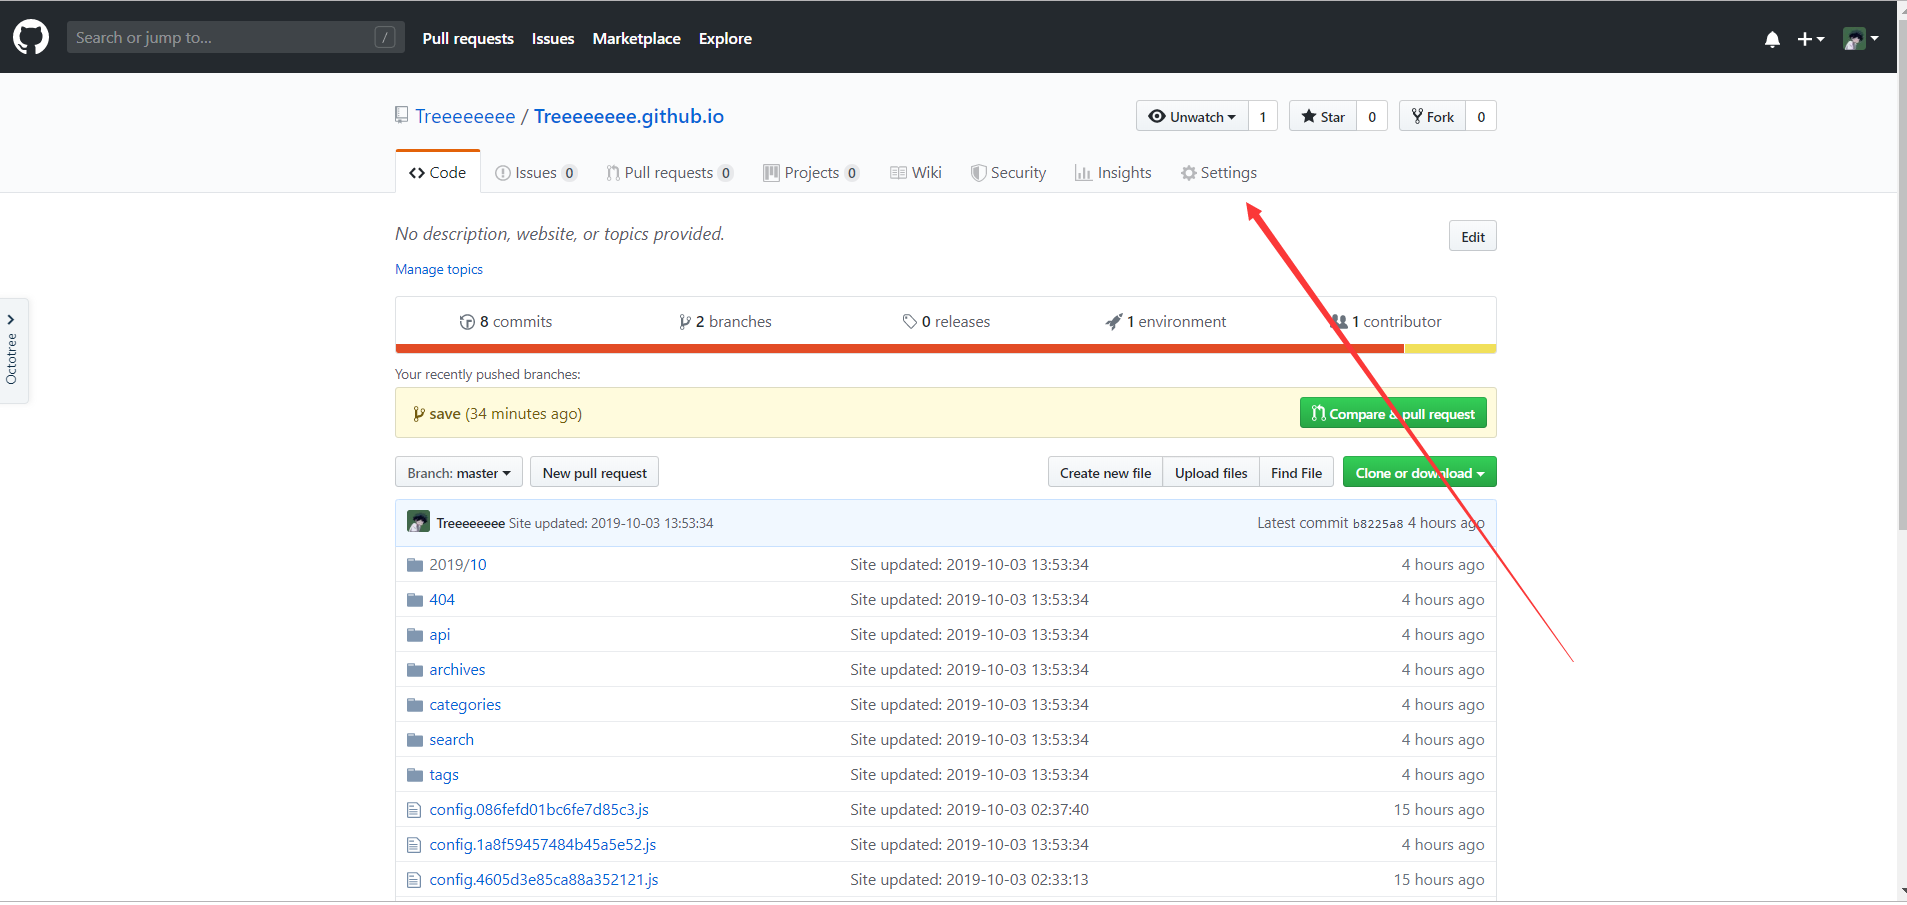 Search or jump to... / Pull requests Issues Marketplace Explore
Treeeeeeee / Treeeeeeee.github.io Unwatch 1 Star 0 Fork 0
Code Issues 0 Pull requests 0 Projects 0 Wiki Security Insights Settings
No description, website, or topics provided. Edit
Manage topics
8 commits 2 branches 0 releases 1 environment 1 contributor
Octotree
Your recently pushed branches:
save (34 minutes ago) Compare & pull request
Branch: master New pull request Create new file Upload files Find File Clone or download
Treeeeeeee Site updated: 2019-10-03 13:53:34 Latest commit b8225a8 4 hours ago
2019/10 Site updated: 2019-10-03 13:53:34 4 hours ago
404 Site updated: 2019-10-03 13:53:34 4 hours ago
api Site updated: 2019-10-03 13:53:34 4 hours ago
archives Site updated: 2019-10-03 13:53:34 4 hours ago
categories Site updated: 2019-10-03 13:53:34 4 hours ago
search Site updated: 2019-10-03 13:53:34 4 hours ago
tags Site updated: 2019-10-03 13:53:34 4 hours ago
config.086fefd01bc6fe7d85c3.js Site updated: 2019-10-03 02:37:40 15 hours ago
config.1a8f59457484b45a5e52.js Site updated: 2019-10-03 13:53:34 4 hours ago
config.4605d3e85ca88a352121.js Site updated: 2019-10-03 02:33:13 15 hours ago